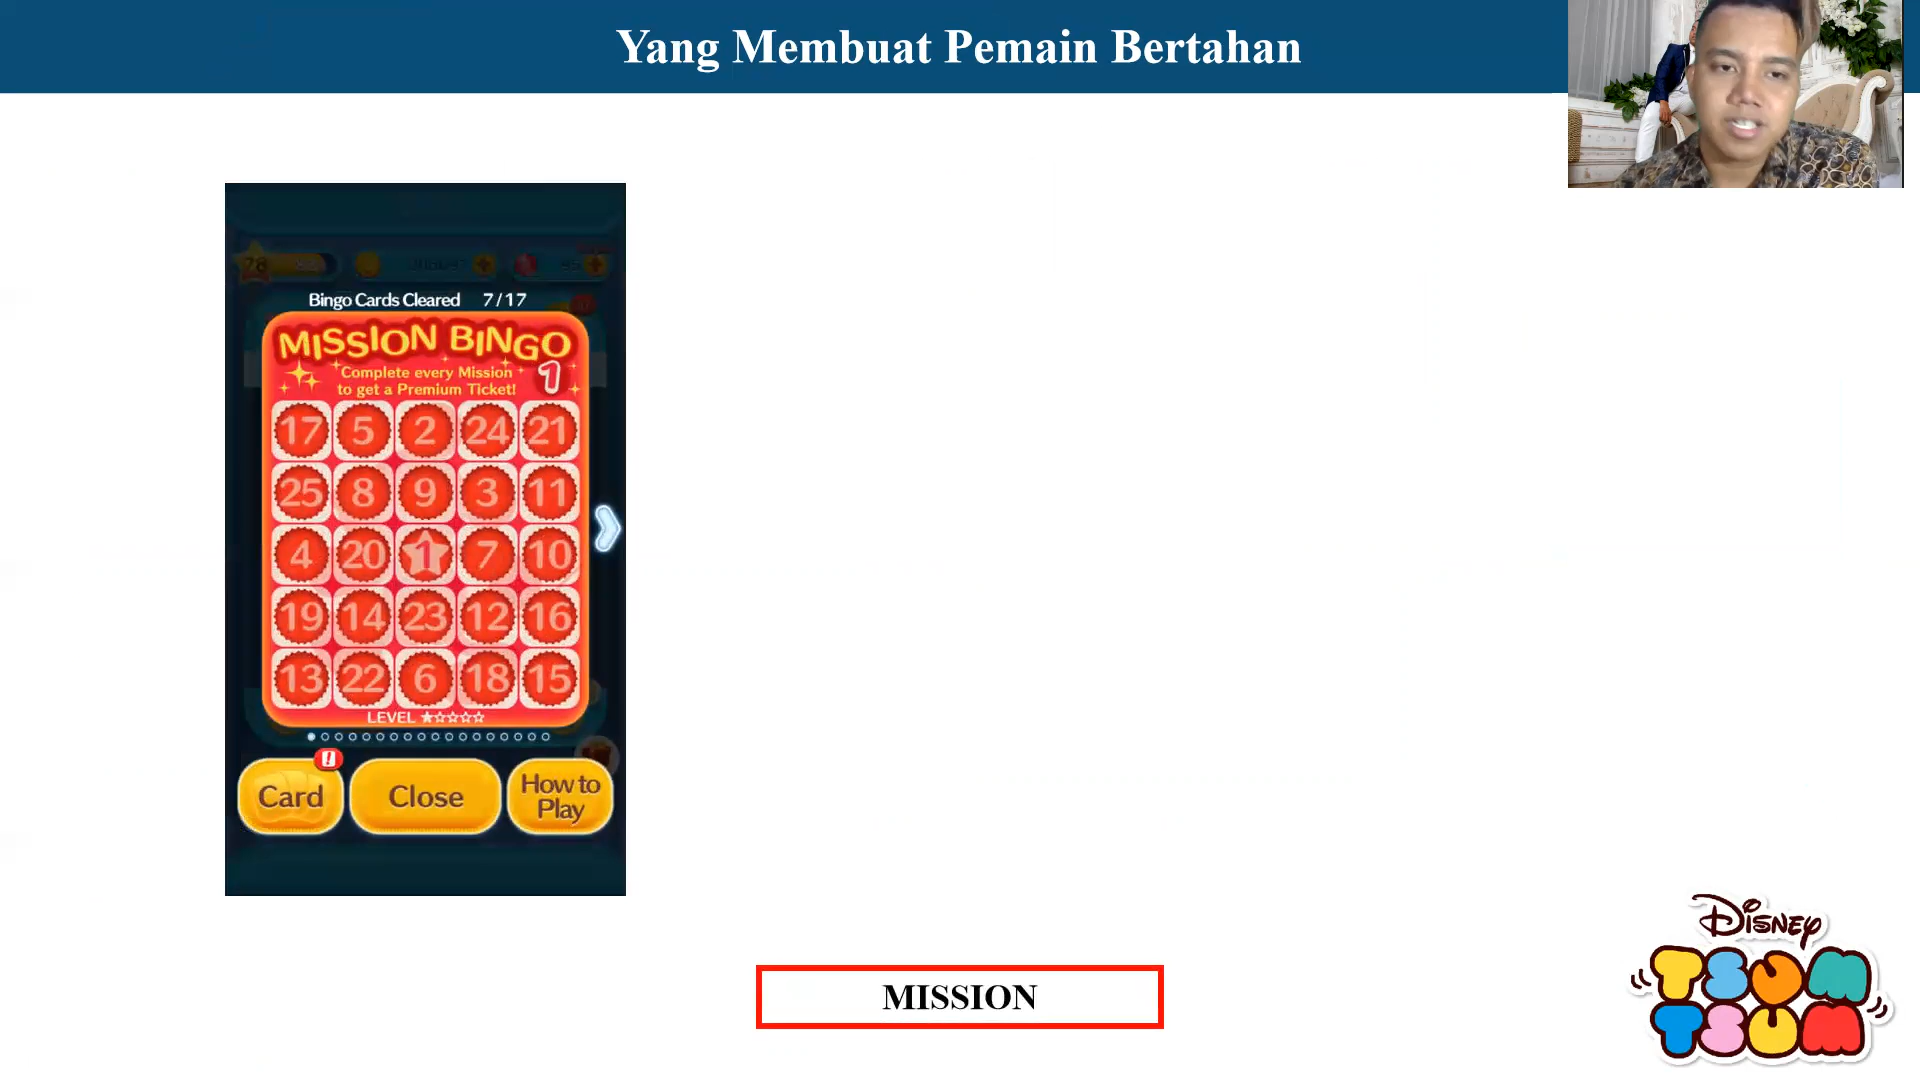 Yang Membuat Pemain Bertahan
78
Bingo Cards Cleared 7/17
MISSION BINGO
Complete every Mission
to get a Premium Ticket!
1
17 5 2 24 21
25 8 9 3 11
4 20 1 7 10
19 14 23 12 16
13 22 6 18 15
LEVEL
!
Card
Close
How to
Play
MISSION
DISNEY
TSUM
TSUM